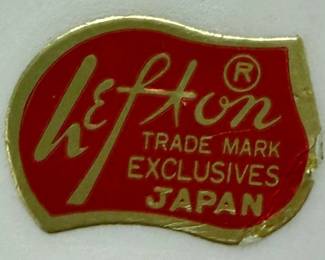 Lefton ®
TRADE MARK
EXCLUSIVES
JAPAN